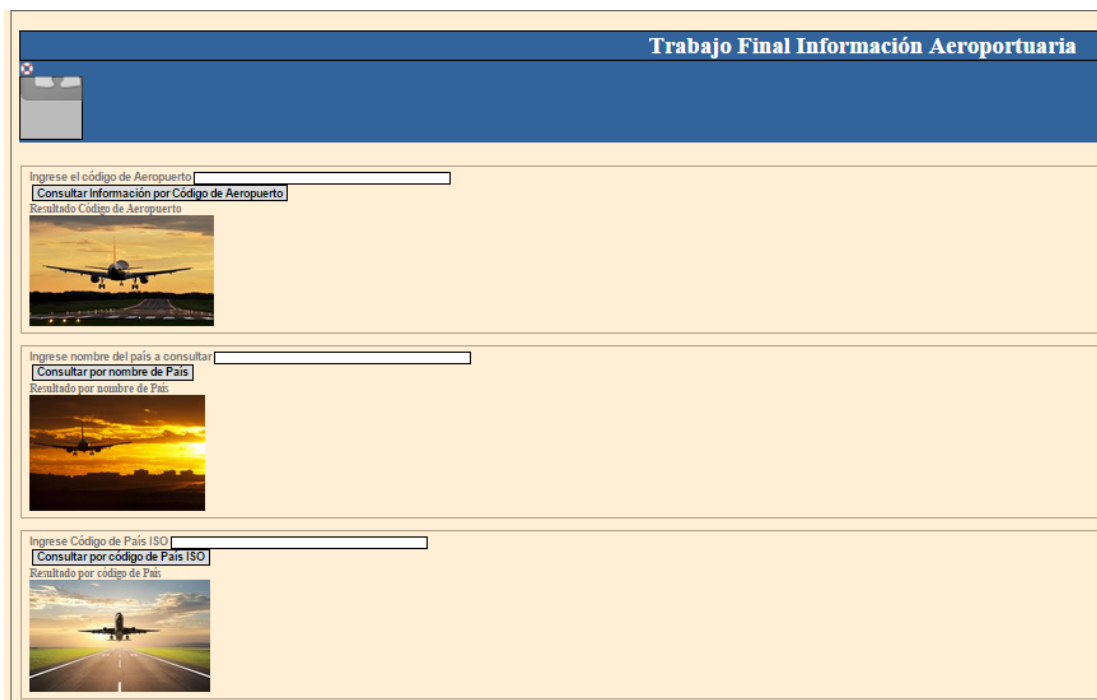 Trabajo Final Información Aeroportuaria
Ingrese el código de Aeropuerto
Consultar Información por Código de Aeropuerto
Resultado Código de Aeropuerto
Ingrese nombre del país a consultar
Consultar por nombre de País
Resultado por nombre de País
Ingrese Código de País ISO
Consultar por código de País ISO
Resultado por código de País